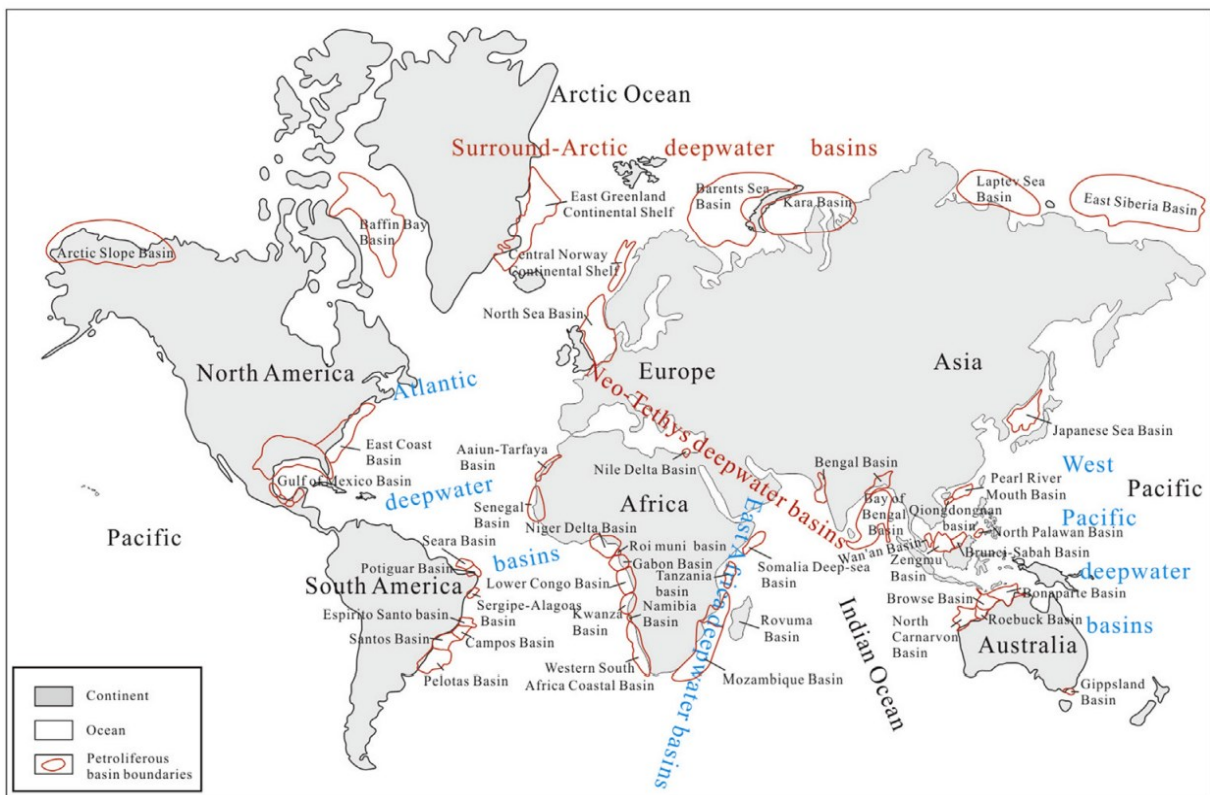 Arctic Ocean
Surround-Arctic deepwater basins
East Greenland
Continental Shelf
Barents Sea
Basin
Kara Basin
Laptev Sea
Basin
East Siberia Basin
Baffin Bay
Basin
Arctic Slope Basin
Central Norway
Continental Shelf
North Sea Basin
North America
Europe
Asia
Atlantic
deepwater
basins
Neo-Tethys deepwater basins
East Coast
Basin
Gulf of Mexico Basin
Aaiun-Tarfaya
Basin
Nile Delta Basin
Bengal Basin
Bay of
Bengal
Basin
Japanese Sea Basin
West
Pacific
deepwater
basins
Pearl River
Mouth Basin
Pacific
Qiongdongnan
basin
North Palawan Basin
Wan'an Basin
Zengmu
Basin
Brunei-Sabah Basin
Africa
Senegal
Basin
Niger Delta Basin
Roi muni basin
Gabon Basin
Lower Congo Basin
Tanzania
basin
Somalia Deep-sea
Basin
East Africa deepwater basins
Pacific
Seara Basin
Potiguar Basin
South America
Sergipe-Alagoas
Basin
Espirito Santo basin
Santos Basin
Campos Basin
Pelotas Basin
Kwanza
Basin
Namibia
Basin
Rovuma
Basin
Western South
Africa Coastal Basin
Mozambique Basin
Indian Ocean
Browse Basin
Bonaparte Basin
North
Carnarvon
Basin
Roebuck Basin
Australia
Gippsland
Basin
Continent
Ocean
Petroliferous
basin boundaries